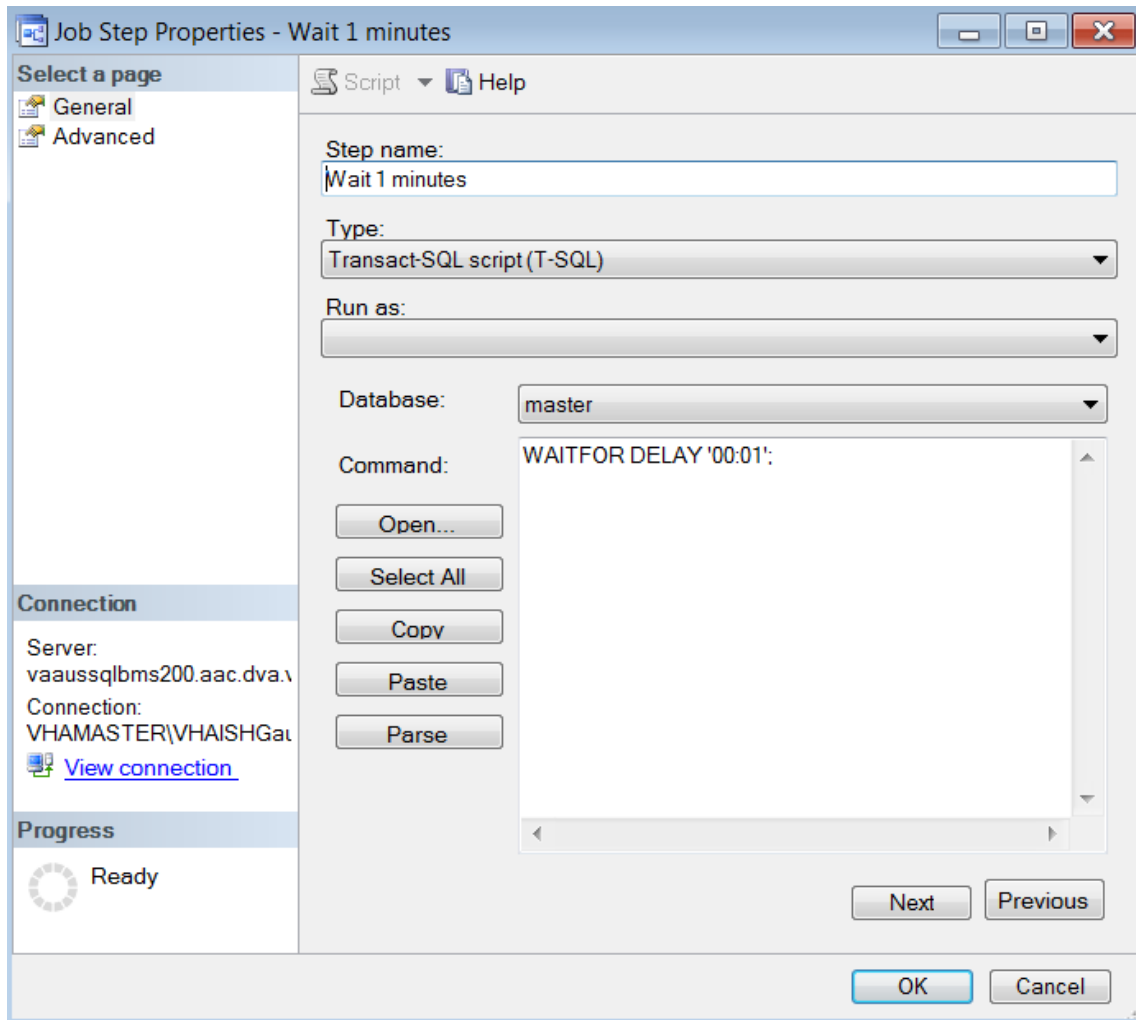 Job Step Properties - Wait 1 minutes
Select a page
General
Advanced
Script
Help
Step name:
Wait 1 minutes
Type:
Transact-SQL script (T-SQL)
Run as:
Database:
master
Command:
WAITFOR DELAY '00:01';
Open...
Select All
Copy
Paste
Parse
Connection
Server:
vaaussqlbms200.aac.dva.v
Connection:
VHAMASTER\VHAISHGau
View connection
Progress
Ready
Next
Previous
OK
Cancel